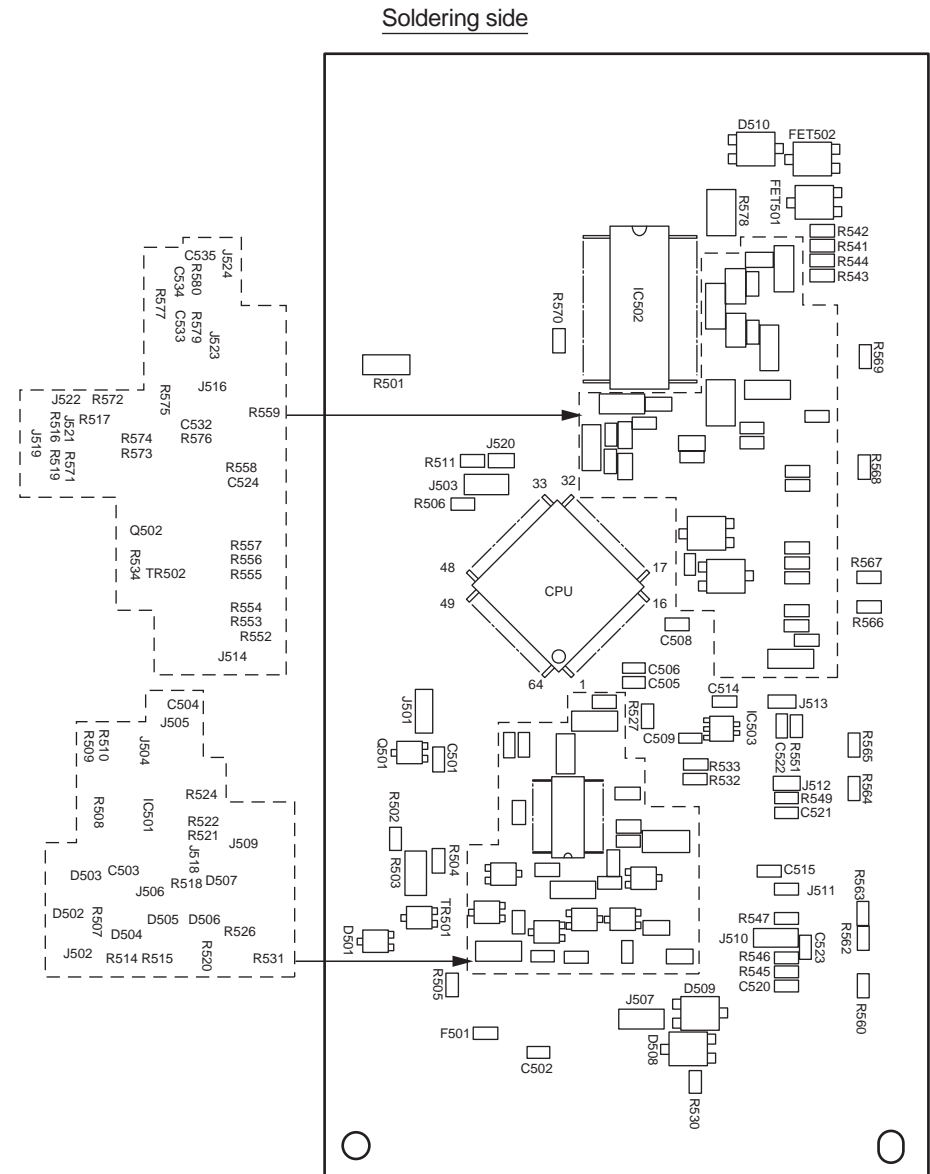 Soldering side
D510
FET502
FET501
R578
R542
R541
R544
R543
IC502
R570
R501
R569
R568
J520
R511
J503
R506
33
32
48
17
49
16
CPU
64
1
R567
R566
C508
C506
C505
C514
J513
IC503
R527
C509
C522
R551
R565
R533
R532
J512
R549
C521
R564
J501
Q501
C501
R502
R503
R504
TR501
D501
R505
F501
C502
C515
J511
R563
R547
J510
C523
R562
R546
R545
C520
R560
J507
D509
D508
R530
C535
J524
R580
C534
R577
C533
R579
J523
J516
J522
R572
R575
R559
R517
R516
J521
J519
C532
R574
R576
R573
R519
R571
R558
C524
Q502
R534
TR502
R557
R556
R555
R554
R553
R552
J514
C504
J505
R510
R509
J504
R524
R508
IC501
R522
R521
J509
J518
D503
C503
R518
D507
J506
D502
R507
D505
D506
D504
R526
J502
R514
R515
R520
R531